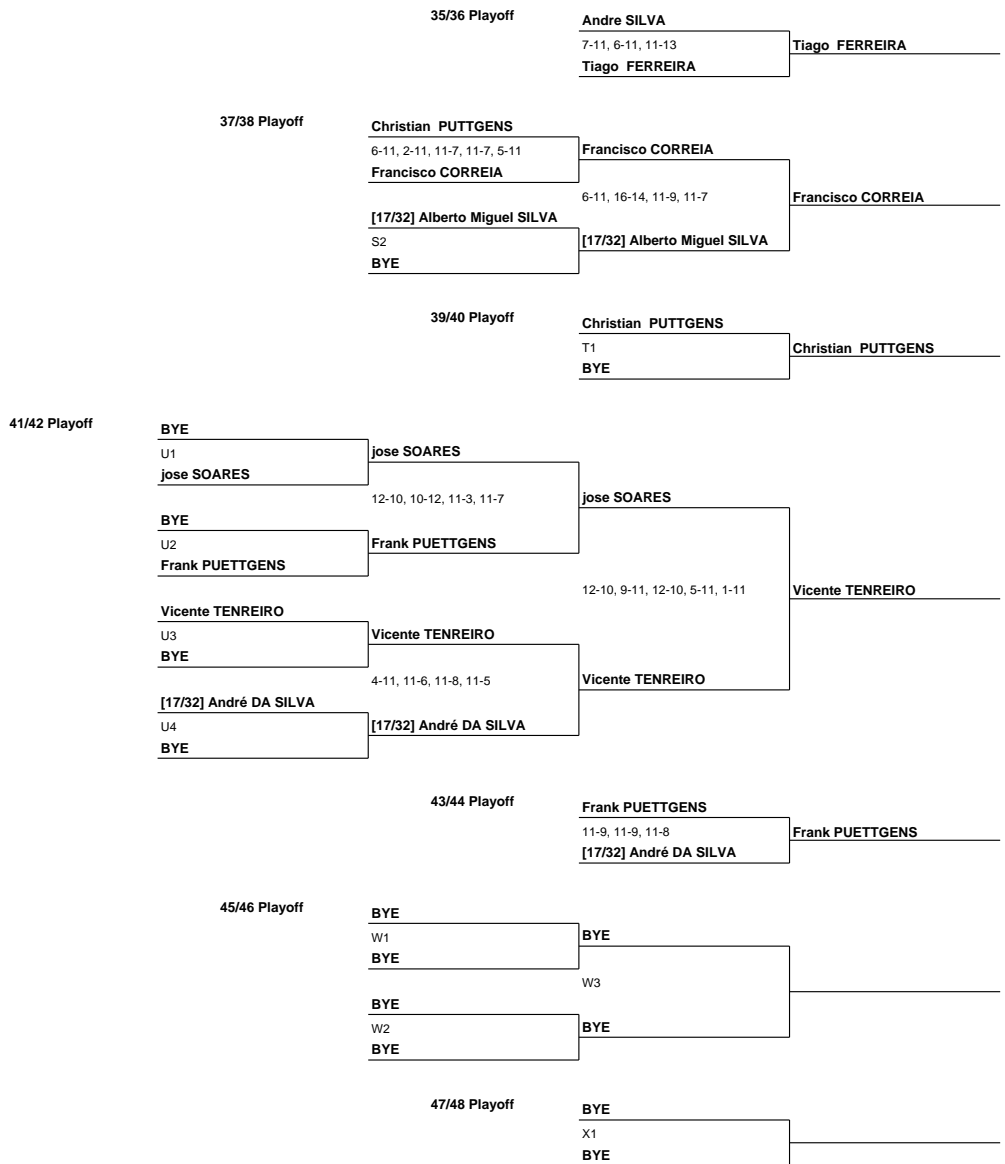 35/36 Playoff
Andre SILVA
7-11, 6-11, 11-13
Tiago FERREIRA
Tiago FERREIRA
37/38 Playoff
Christian PUTTGENS
6-11, 2-11, 11-7, 11-7, 5-11
Francisco CORREIA
Francisco CORREIA
6-11, 16-14, 11-9, 11-7
Francisco CORREIA
[17/32] Alberto Miguel SILVA
S2
[17/32] Alberto Miguel SILVA
BYE
39/40 Playoff
Christian PUTTGENS
T1
Christian PUTTGENS
BYE
41/42 Playoff
BYE
U1
jose SOARES
jose SOARES
12-10, 10-12, 11-3, 11-7
jose SOARES
BYE
U2
Frank PUETTGENS
Frank PUETTGENS
12-10, 9-11, 12-10, 5-11, 1-11
Vicente TENREIRO
Vicente TENREIRO
U3
Vicente TENREIRO
BYE
4-11, 11-6, 11-8, 11-5
Vicente TENREIRO
[17/32] André DA SILVA
U4
[17/32] André DA SILVA
BYE
43/44 Playoff
Frank PUETTGENS
11-9, 11-9, 11-8
Frank PUETTGENS
[17/32] André DA SILVA
45/46 Playoff
BYE
W1
BYE
BYE
W3
BYE
W2
BYE
BYE
47/48 Playoff
BYE
X1
BYE